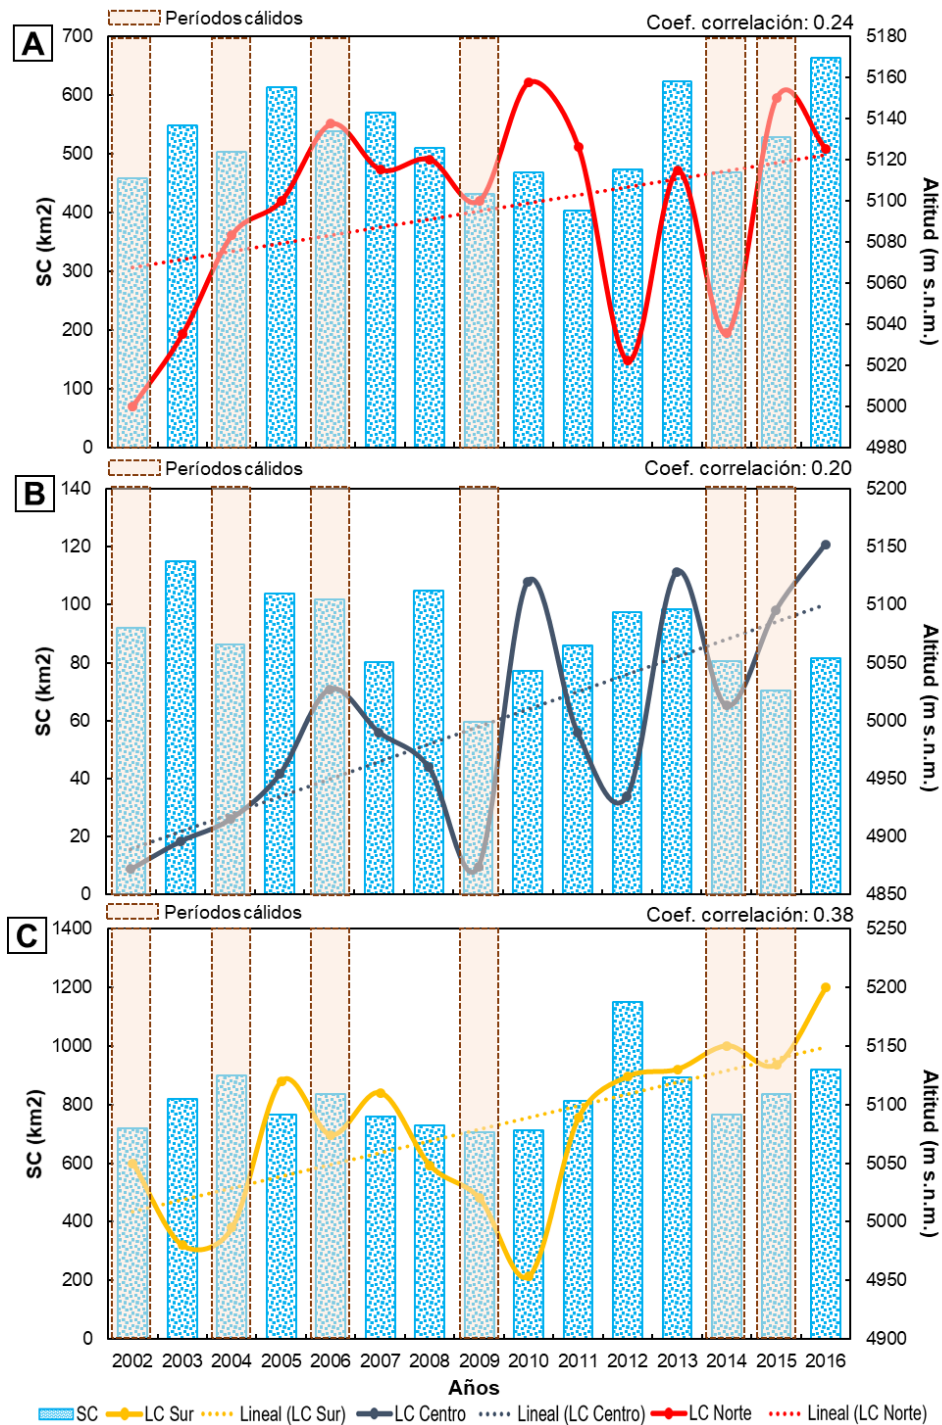 Períodos cálidos
Coef. correlación: 0.24
A
700
600
500
400
300
200
100
0
SC (km2)
5180
5160
5140
5120
5100
5080
5060
5040
5020
5000
4980
Altitud (m s.n.m.)
Períodos cálidos
Coef. correlación: 0.20
B
140
120
100
80
60
40
20
0
SC (km2)
5200
5150
5100
5050
5000
4950
4900
4850
Altitud (m s.n.m.)
Períodos cálidos
Coef. correlación: 0.38
C
1400
1200
1000
800
600
400
200
0
SC (km2)
5250
5200
5150
5100
5050
5000
4950
4900
Altitud (m s.n.m.)
2002 2003 2004 2005 2006 2007 2008 2009 2010 2011 2012 2013 2014 2015 2016
Años
SC LC Sur Lineal (LC Sur) LC Centro Lineal (LC Centro) LC Norte Lineal (LC Norte)